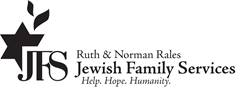 JFS
Ruth & Norman Rales
Jewish Family Services
Help. Hope. Humanity.